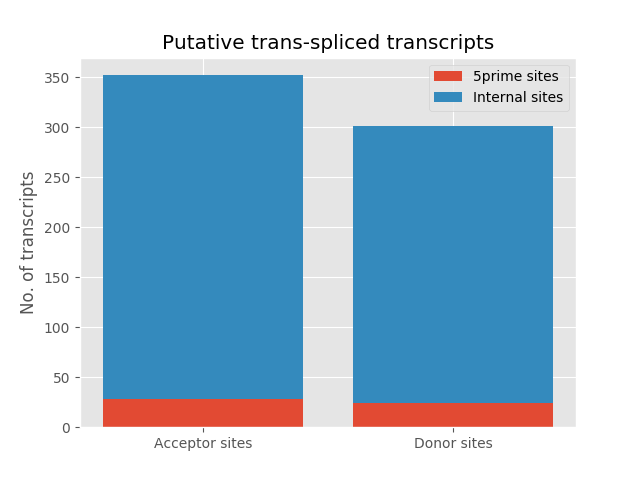 Putative trans-spliced transcripts
5prime sites
Internal sites
No. of transcripts
350
300
250
200
150
100
50
0
Acceptor sites
Donor sites